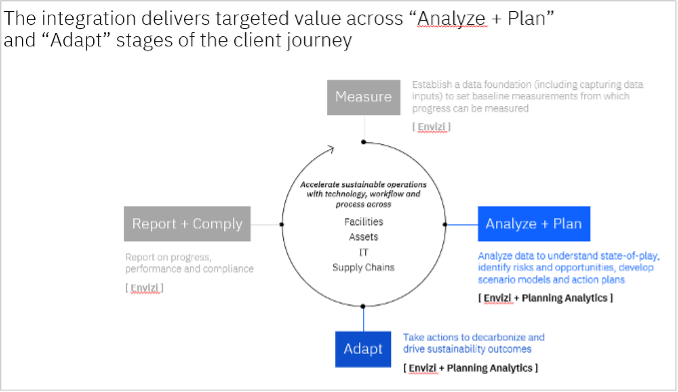 The integration delivers targeted value across “Analyze + Plan”
and “Adapt” stages of the client journey
Measure
Establish a data foundation (including capturing data
inputs) to set baseline measurements from which
progress can be measured
[ Envizi ]
Accelerate sustainable operations
with technology, workflow and
process across
Facilities
Assets
IT
Supply Chains
Report + Comply
Report on progress,
performance and compliance
[ Envizi ]
Analyze + Plan
Analyze data to understand state-of-play,
identify risks and opportunities, develop
scenario models and action plans
[ Envizi + Planning Analytics ]
Adapt
Take actions to decarbonize and
drive sustainability outcomes
[ Envizi + Planning Analytics ]